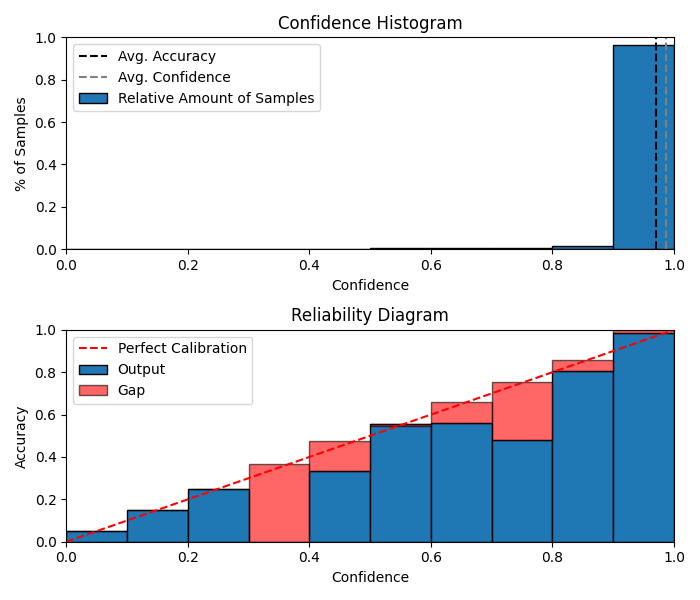 Confidence Histogram
1.0
0.8
0.6
0.4
0.2
0.0
% of Samples
Avg. Accuracy
Avg. Confidence
Relative Amount of Samples
0.0 0.2 0.4 0.6 0.8 1.0
Confidence
Reliability Diagram
1.0
0.8
0.6
0.4
0.2
0.0
Accuracy
Perfect Calibration
Output
Gap
0.0 0.2 0.4 0.6 0.8 1.0
Confidence